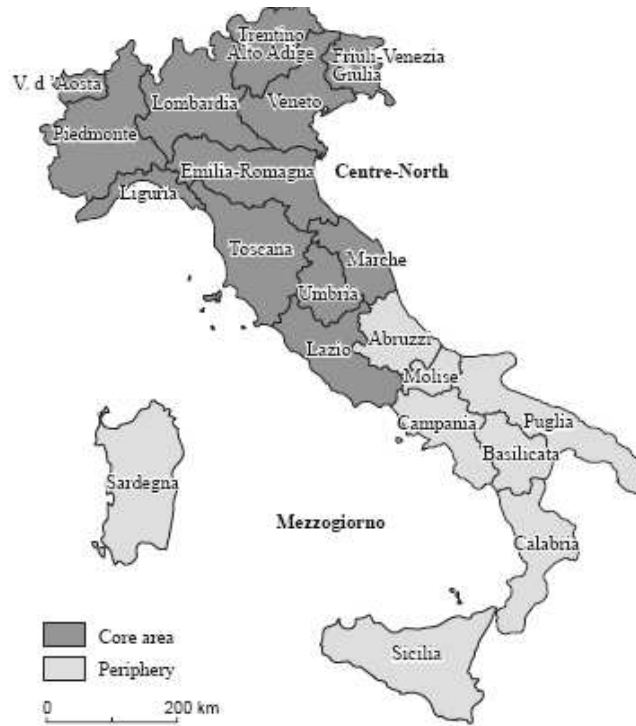 Trentino
Alto Adige
Friuli-Venezia
Giulia
V. d 'Aosta
Lombardia
Veneto
Piedmonte
Emilia-Romagna
Centre-North
Liguria
Toscana
Marche
Umbria
Abruzzi
Lazio
Molise
Campania
Puglia
Basilicata
Sardegna
Mezzogiorno
Calabria
Core area
Sicilia
Periphery
0
200 km